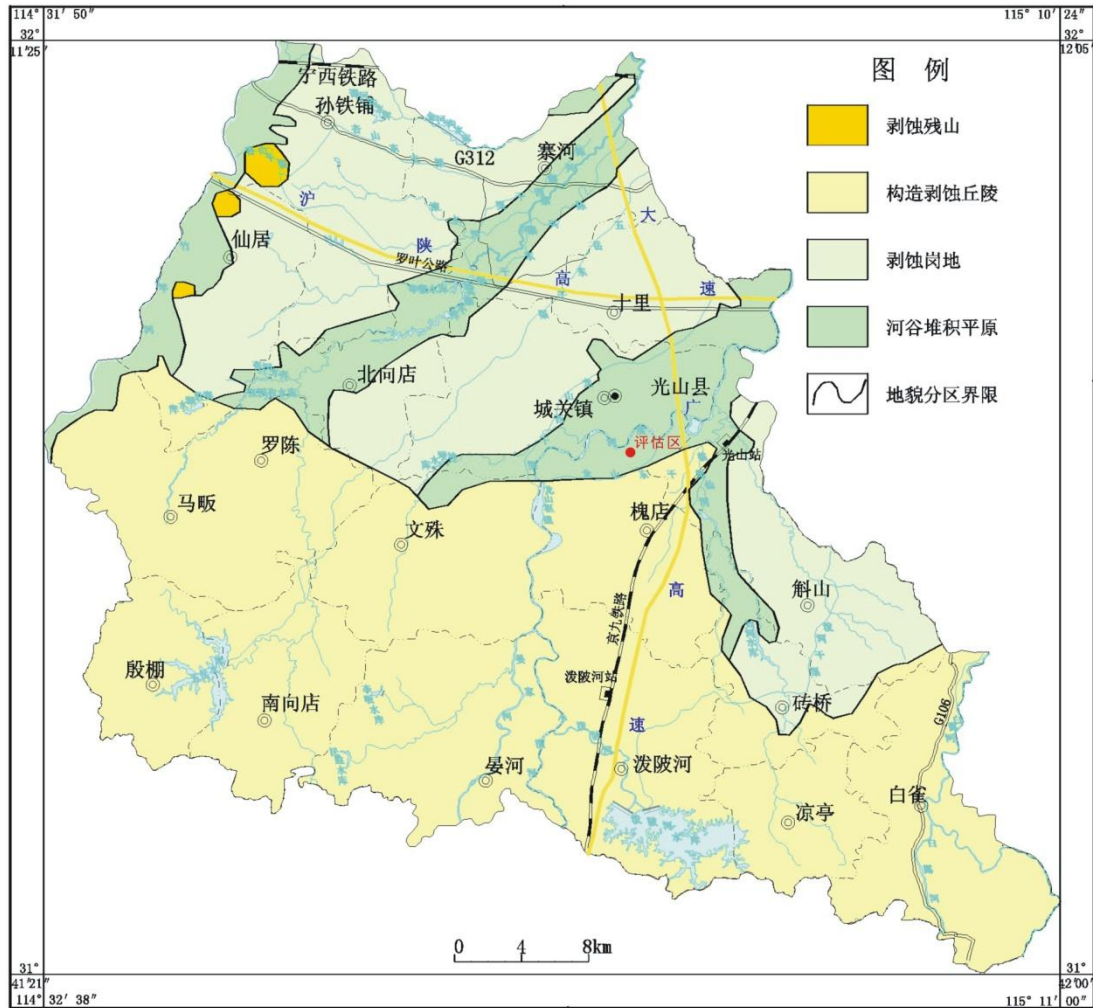 114° 31′ 50″
115° 10′ 24″
32°
11′25″
32°
12′05″
图 例
剥蚀残山
构造剥蚀丘陵
剥蚀岗地
河谷堆积平原
地貌分区界限
宁西铁路
孙铁铺
G312
寨河
沪
陕
高
速
大
广
高
速
罗叶公路
仙居
十里
北向店
城关镇
光山县
评估区
光山站
罗陈
马畈
文殊
槐店
斛山
京九铁路
殷棚
南向店
泼陂河站
砖桥
G106
晏河
泼陂河
凉亭
白雀
0 4 8km
31°
41′21″
114° 32′ 38″
31°
42′00″
115° 11′ 00″